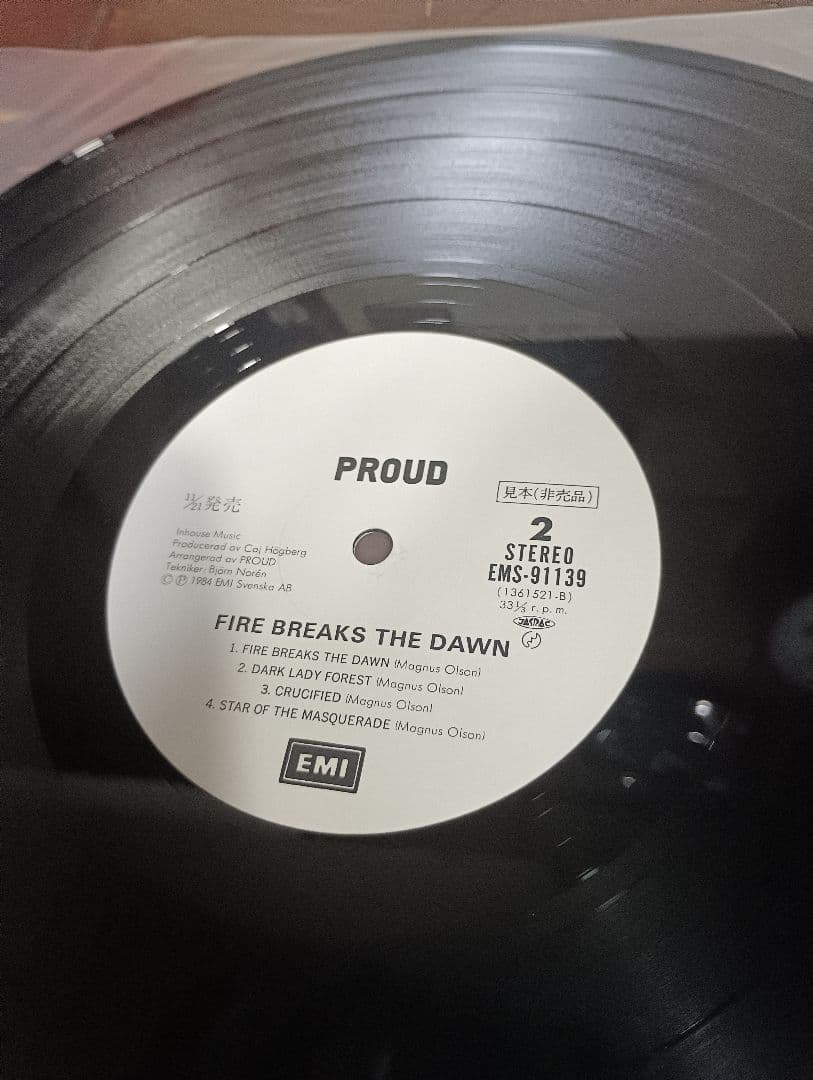 PROUD
11/21発売
見本(非売品)
Inhouse Music
Producerad av Caj Högberg
Arrangerad av PROUD
Tekniker: Björn Norén
© ℗ 1984 EMI Svenska AB
2
STEREO
EMS-91139
(1361521-B)
33⅓ r.p.m.
JASRAC
FIRE BREAKS THE DAWN
1. FIRE BREAKS THE DAWN (Magnus Olson)
2. DARK LADY FOREST (Magnus Olson)
3. CRUCIFIED (Magnus Olson)
4. STAR OF THE MASQUERADE (Magnus Olson)
EMI